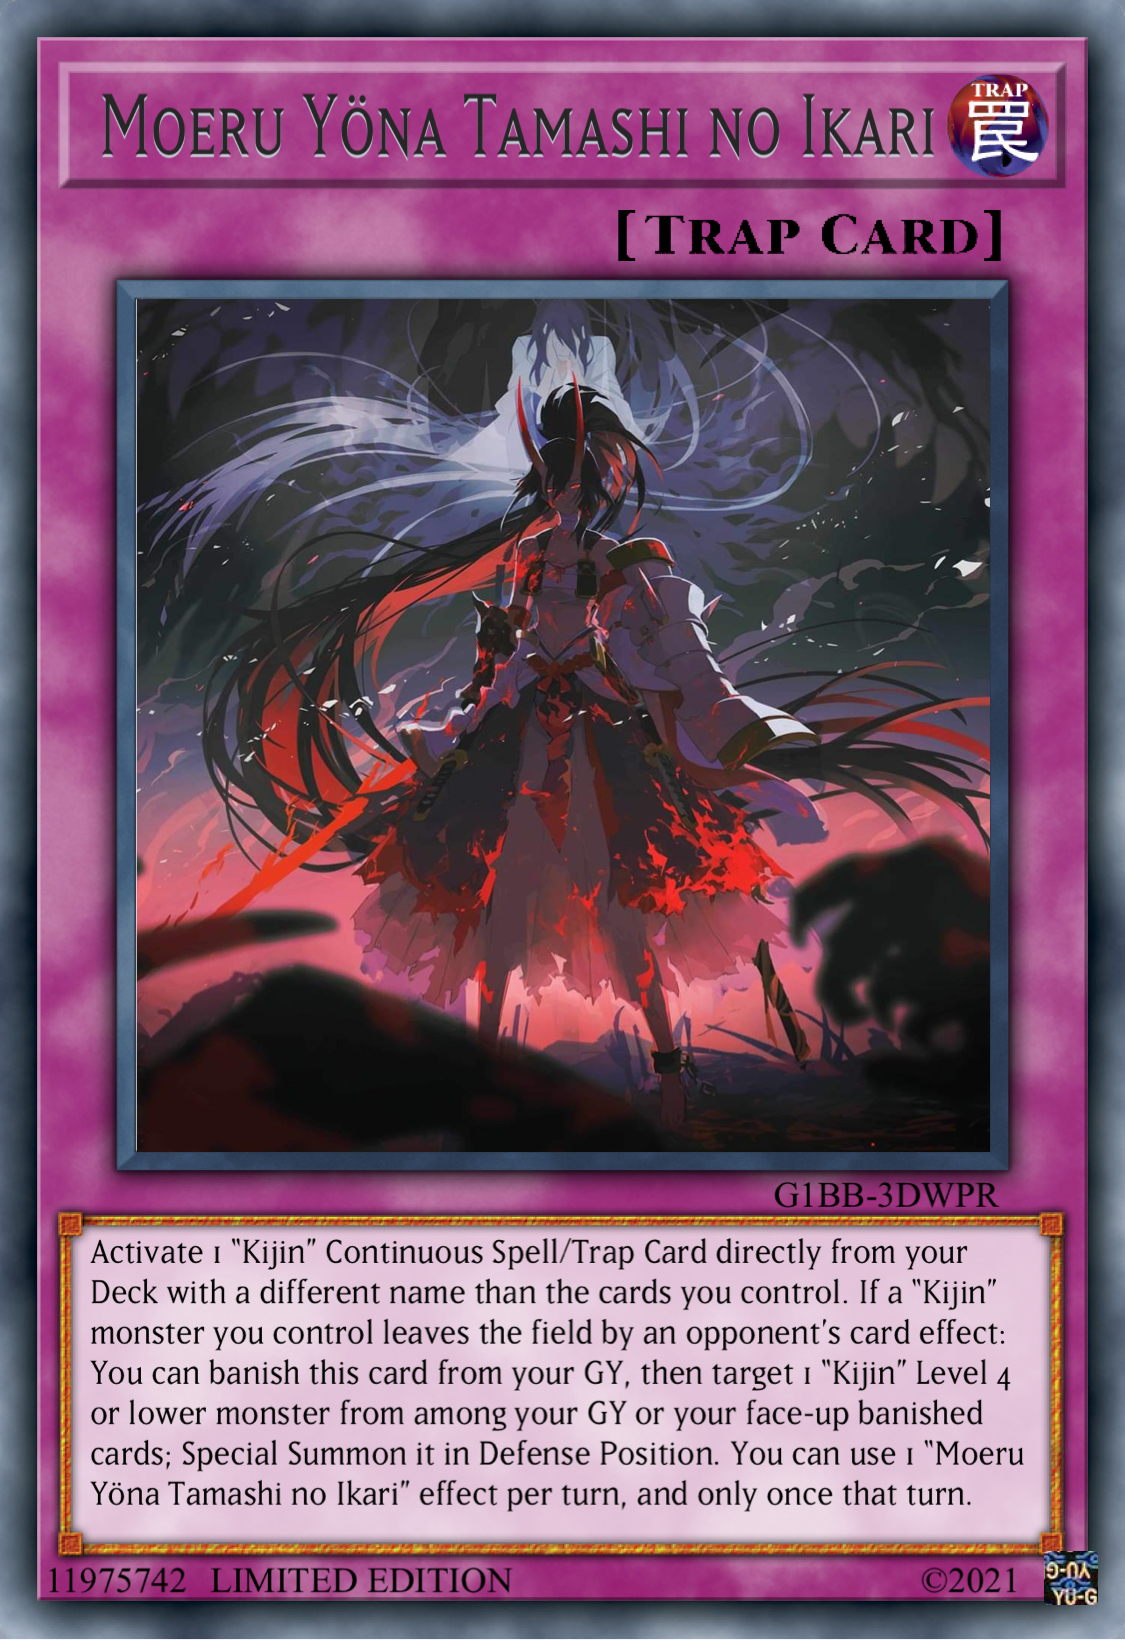 Moeru Yöna Tamashi no Ikari
TRAP
罠
[Trap Card]
G1BB-3DWPR
Activate 1 “Kijin” Continuous Spell/Trap Card directly from your
Deck with a different name than the cards you control. If a “Kijin”
monster you control leaves the field by an opponent's card effect:
You can banish this card from your GY, then target 1 “Kijin” Level 4
or lower monster from among your GY or your face-up banished
cards; Special Summon it in Defense Position. You can use 1 “Moeru
Yöna Tamashi no Ikari” effect per turn, and only once that turn.
11975742 LIMITED EDITION
©2021
YU-G